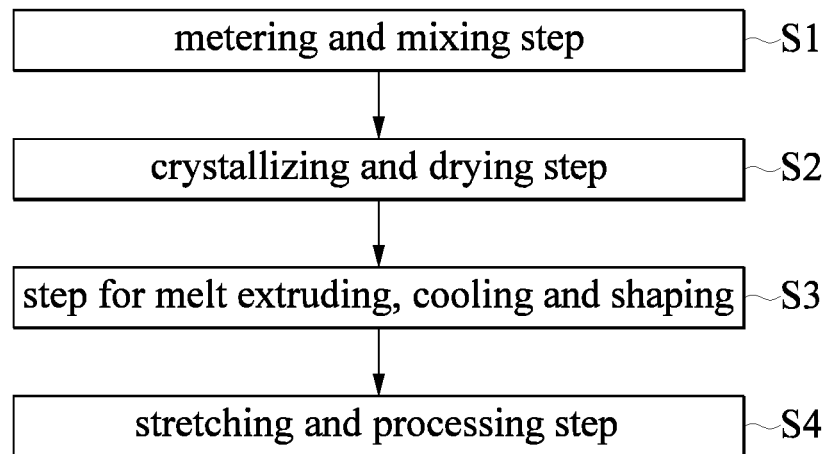 metering and mixing step S1
crystallizing and drying step S2
step for melt extruding, cooling and shaping S3
stretching and processing step S4